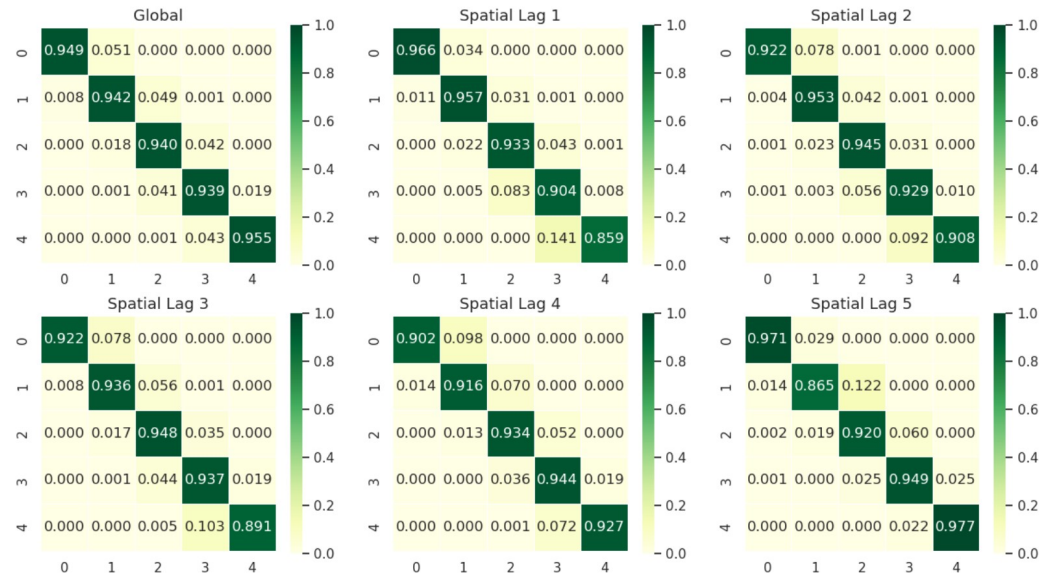 Global
Spatial Lag 1
Spatial Lag 2
0 0.949 0.051 0.000 0.000 0.000 1.0
1 0.008 0.942 0.049 0.001 0.000 0.8
2 0.000 0.018 0.940 0.042 0.000 0.6
3 0.000 0.001 0.041 0.939 0.019 0.4
4 0.000 0.000 0.001 0.043 0.955 0.2
0.0
0 1 2 3 4
0 0.966 0.034 0.000 0.000 0.000 1.0
1 0.011 0.957 0.031 0.001 0.000 0.8
2 0.000 0.022 0.933 0.043 0.001 0.6
3 0.000 0.005 0.083 0.904 0.008 0.4
4 0.000 0.000 0.000 0.141 0.859 0.2
0.0
0 1 2 3 4
0 0.922 0.078 0.001 0.000 0.000 1.0
1 0.004 0.953 0.042 0.001 0.000 0.8
2 0.001 0.023 0.945 0.031 0.000 0.6
3 0.001 0.003 0.056 0.929 0.010 0.4
4 0.000 0.000 0.000 0.092 0.908 0.2
0.0
0 1 2 3 4
Spatial Lag 3
Spatial Lag 4
Spatial Lag 5
0 0.922 0.078 0.000 0.000 0.000 1.0
1 0.008 0.936 0.056 0.001 0.000 0.8
2 0.000 0.017 0.948 0.035 0.000 0.6
3 0.000 0.001 0.044 0.937 0.019 0.4
4 0.000 0.000 0.005 0.103 0.891 0.2
0.0
0 1 2 3 4
0 0.902 0.098 0.000 0.000 0.000 1.0
1 0.014 0.916 0.070 0.000 0.000 0.8
2 0.000 0.013 0.934 0.052 0.000 0.6
3 0.000 0.000 0.036 0.944 0.019 0.4
4 0.000 0.000 0.001 0.072 0.927 0.2
0.0
0 1 2 3 4
0 0.971 0.029 0.000 0.000 0.000 1.0
1 0.014 0.865 0.122 0.000 0.000 0.8
2 0.002 0.019 0.920 0.060 0.000 0.6
3 0.001 0.000 0.025 0.949 0.025 0.4
4 0.000 0.000 0.000 0.022 0.977 0.2
0.0
0 1 2 3 4